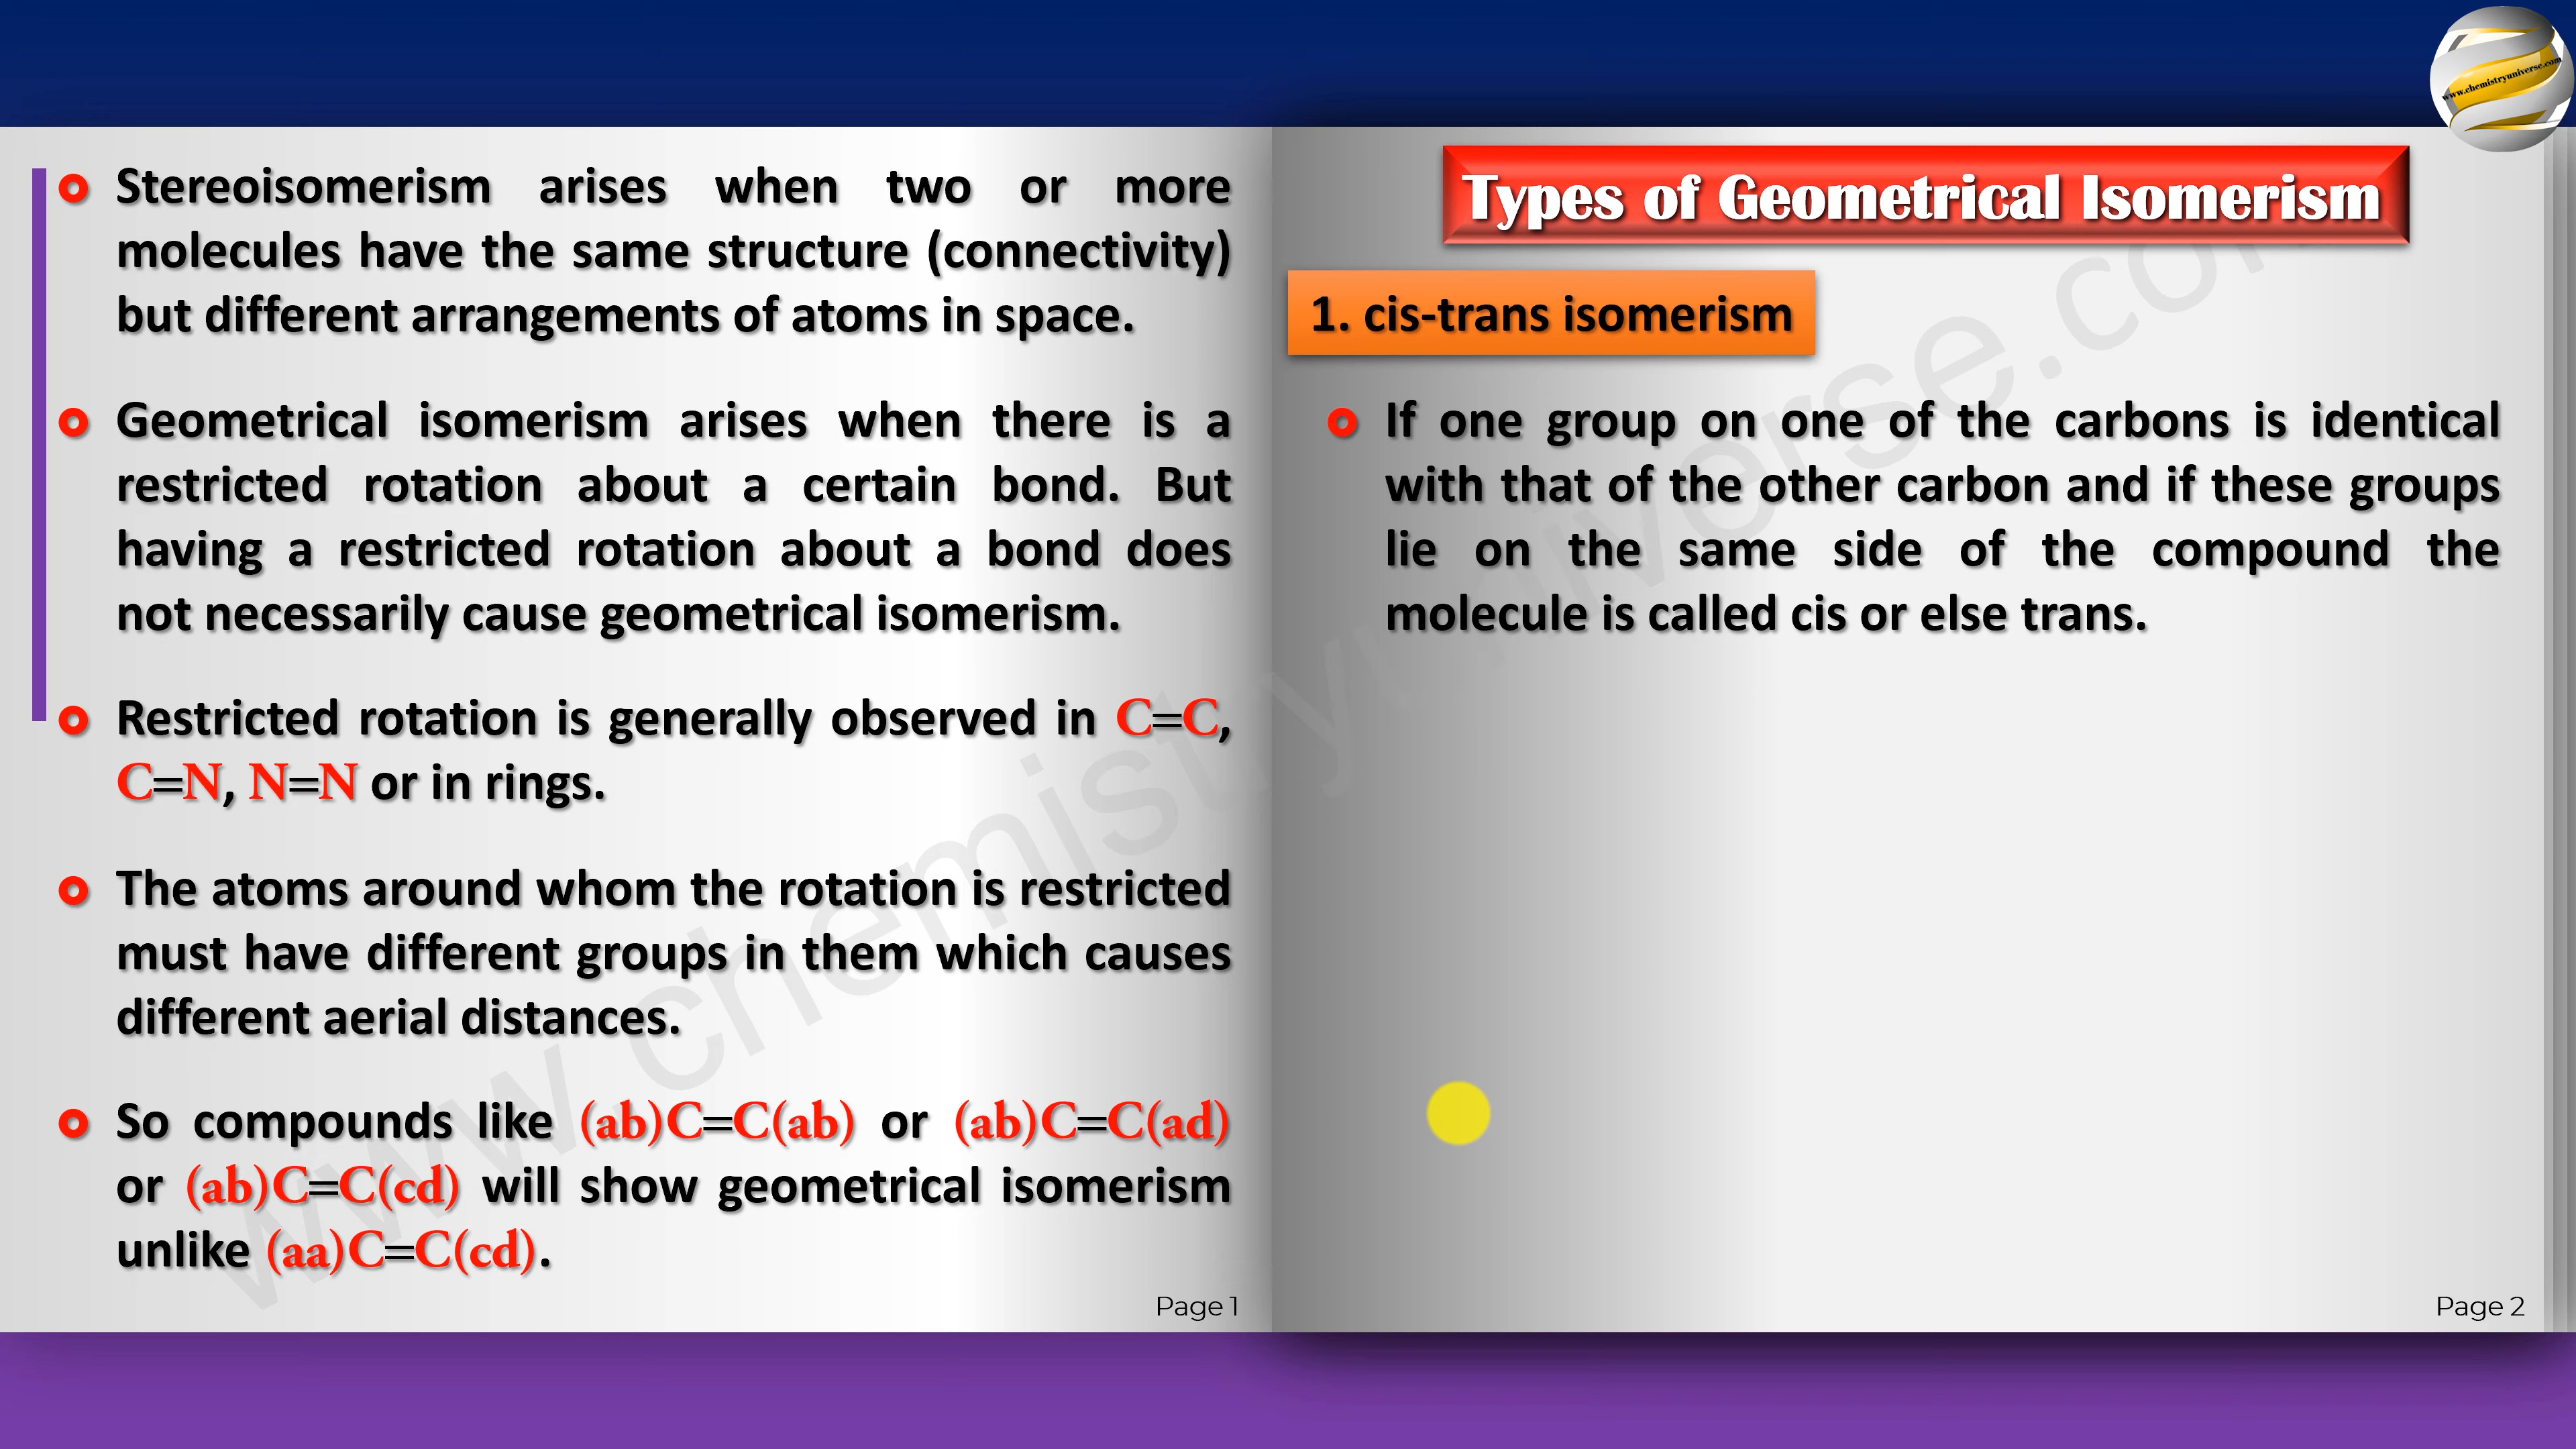 www.chemistryuniverse.com
Stereoisomerism arises when two or more
molecules have the same structure (connectivity)
but different arrangements of atoms in space.
Geometrical isomerism arises when there is a
restricted rotation about a certain bond. But
having a restricted rotation about a bond does
not necessarily cause geometrical isomerism.
Restricted rotation is generally observed in C=C,
C=N, N=N or in rings.
The atoms around whom the rotation is restricted
must have different groups in them which causes
different aerial distances.
So compounds like (ab)C=C(ab) or (ab)C=C(ad)
or (ab)C=C(cd) will show geometrical isomerism
unlike (aa)C=C(cd).
Page 1
Types of Geometrical Isomerism
1. cis-trans isomerism
If one group on one of the carbons is identical
with that of the other carbon and if these groups
lie on the same side of the compound the
molecule is called cis or else trans.
Page 2
www.chemistryuniverse.com